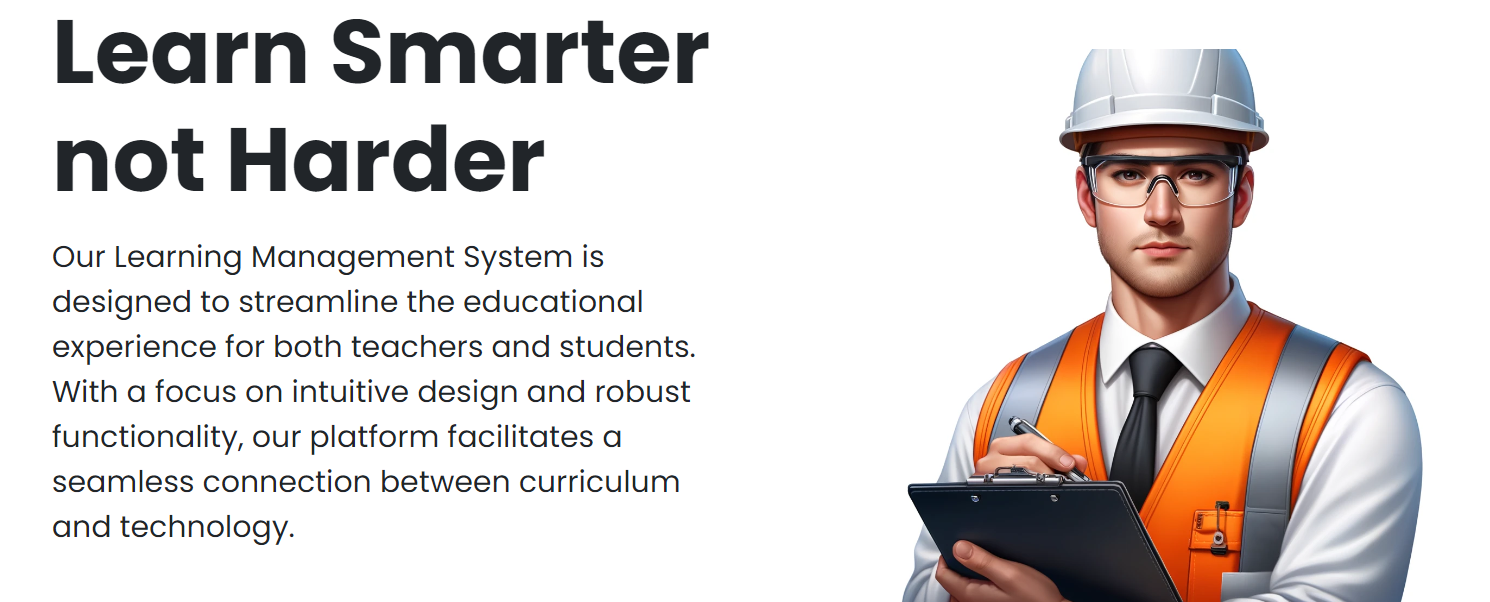 Learn Smarter
not Harder
Our Learning Management System is
designed to streamline the educational
experience for both teachers and students.
With a focus on intuitive design and robust
functionality, our platform facilitates a
seamless connection between curriculum
and technology.